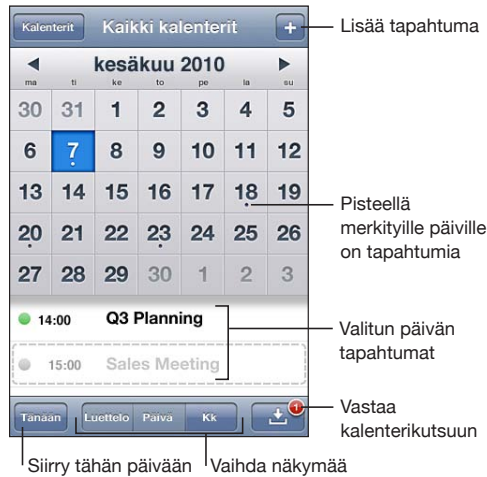 Kalenterit Kaikki kalenterit +
Lisää tapahtuma
kesäkuu 2010
ma ti ke to pe la su
30 31 1 2 3 4 5
6 7 8 9 10 11 12
13 14 15 16 17 18 19
20 21 22 23 24 25 26
27 28 29 30 1 2 3
Pisteellä
merkityille päiville
on tapahtumia
14:00 Q3 Planning
15:00 Sales Meeting
Valitun päivän
tapahtumat
Tänään Luettelo Päivä Kk 1
Vastaa
kalenterikutsuun
Siirry tähän päivään
Vaihda näkymää